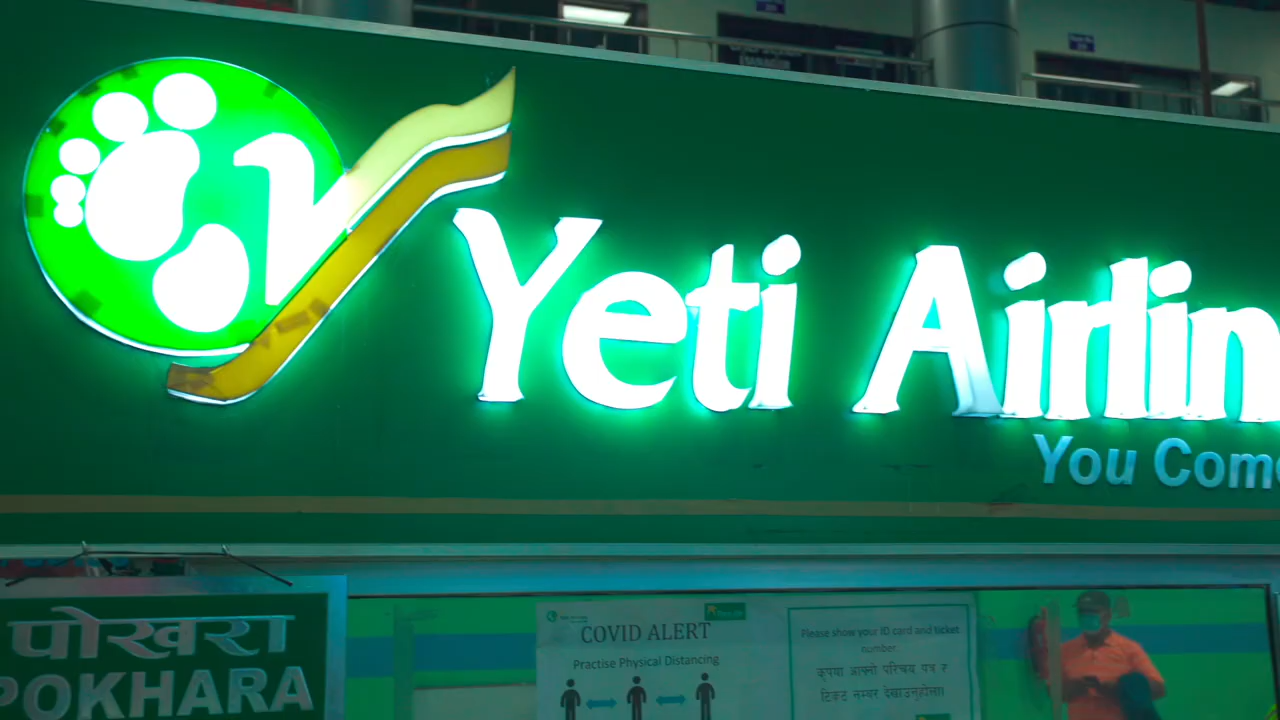 Yeti Airlin
You Come
पोखरा
POKHARA
COVID ALERT
Practise Physical Distancing
Please show your ID card and ticket
number.
कृपया आफ्नो परिचय पत्र र
टिकट नम्बर देखाउनुहोला।